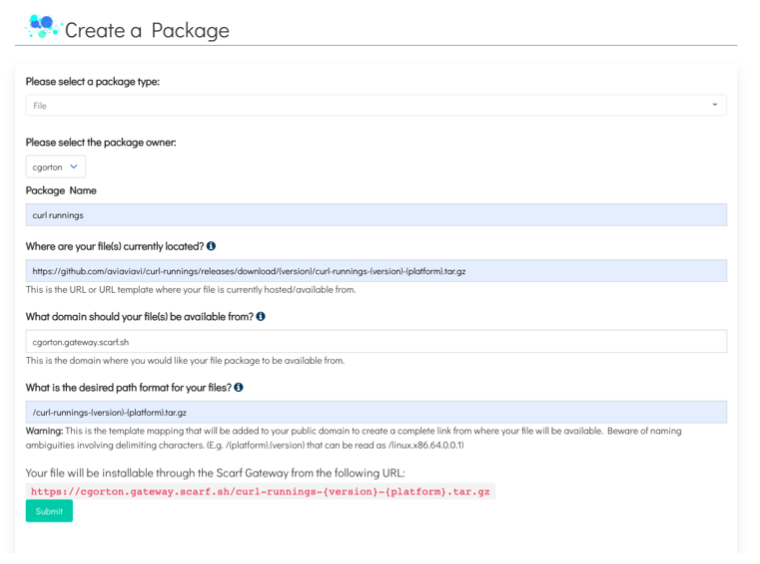 Create a Package
Please select a package type:
File
Please select the package owner:
cgorton
Package Name
curl runnings
Where are your file(s) currently located?
https://github.com/aviaviavi/curl-runnings/releases/download/{version}/curl-runnings-{version}-{platform}.tar.gz
This is the URL or URL template where your file is currently hosted/available from.
What domain should your file(s) be available from?
cgorton.gateway.scarf.sh
This is the domain where you would like your file package to be available from.
What is the desired path format for your files?
/curl-runnings-{version}-{platform}.tar.gz
Warning: This is the template mapping that will be added to your public domain to create a complete link from where your file will be available. Beware of naming
ambiguities involving delimiting characters. (E.g. /{platform}.{version} that can be read as /linux.x86.64.0.0.1)
Your file will be installable through the Scarf Gateway from the following URL:
https://cgorton.gateway.scarf.sh/curl-runnings-{version}-{platform}.tar.gz
Submit